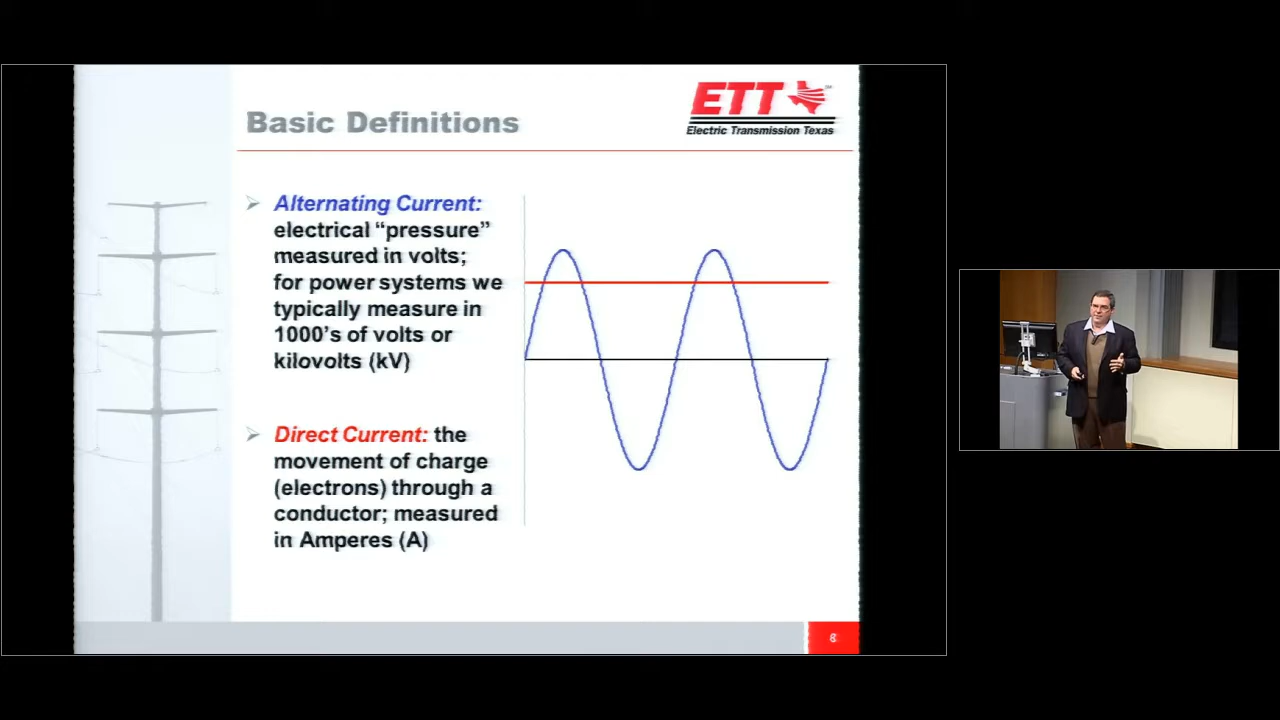 ETT
Electric Transmission Texas
Basic Definitions
Alternating Current:
electrical “pressure”
measured in volts;
for power systems we
typically measure in
1000’s of volts or
kilovolts (kV)
Direct Current: the
movement of charge
(electrons) through a
conductor; measured
in Amperes (A)